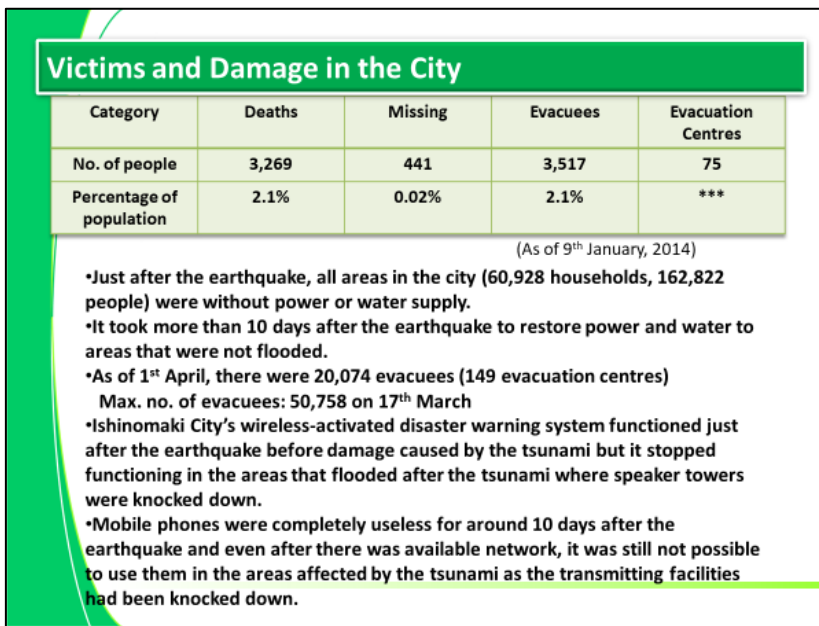 Victims and Damage in the City
Category Deaths Missing Evacuees Evacuation
Centres
No. of people 3,269 441 3,517 75
Percentage of
population 2.1% 0.02% 2.1% ***
(As of 9th January, 2014)
•Just after the earthquake, all areas in the city (60,928 households, 162,822
people) were without power or water supply.
•It took more than 10 days after the earthquake to restore power and water to
areas that were not flooded.
•As of 1st April, there were 20,074 evacuees (149 evacuation centres)
Max. no. of evacuees: 50,758 on 17th March
•Ishinomaki City’s wireless-activated disaster warning system functioned just
after the earthquake before damage caused by the tsunami but it stopped
functioning in the areas that flooded after the tsunami where speaker towers
were knocked down.
•Mobile phones were completely useless for around 10 days after the
earthquake and even after there was available network, it was still not possible
to use them in the areas affected by the tsunami as the transmitting facilities
had been knocked down.